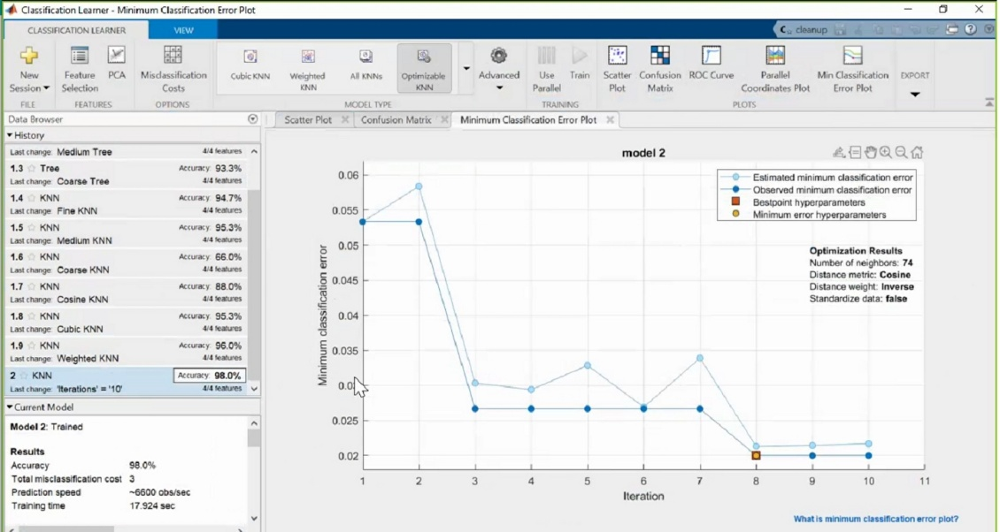 Classification Learner - Minimum Classification Error Plot
CLASSIFICATION LEARNER
VIEW
cleanup
New Session
Feature Selection
PCA
Misclassification Costs
Cubic KNN
Weighted KNN
All KNNs
Optimizable KNN
Advanced
Use Parallel
Train
Scatter Plot
Confusion Matrix
ROC Curve
Parallel Coordinates Plot
Min Classification Error Plot
EXPORT
FILE
FEATURES
OPTIONS
MODEL TYPE
TRAINING
PLOTS
Data Browser
History
Last change: Medium Tree 4/4 features
1.3 Tree Accuracy: 93.3%
Last change: Coarse Tree 4/4 features
1.4 KNN Accuracy: 94.7%
Last change: Fine KNN 4/4 features
1.5 KNN Accuracy: 95.3%
Last change: Medium KNN 4/4 features
1.6 KNN Accuracy: 66.0%
Last change: Coarse KNN 4/4 features
1.7 KNN Accuracy: 88.0%
Last change: Cosine KNN 4/4 features
1.8 KNN Accuracy: 95.3%
Last change: Cubic KNN 4/4 features
1.9 KNN Accuracy: 96.0%
Last change: Weighted KNN 4/4 features
2 KNN Accuracy: 98.0%
Last change: 'Iterations' = '10' 4/4 features
Current Model
Model 2: Trained
Results
Accuracy 98.0%
Total misclassification cost 3
Prediction speed ~6600 obs/sec
Training time 17.924 sec
Scatter Plot
Confusion Matrix
Minimum Classification Error Plot
model 2
Estimated minimum classification error
Observed minimum classification error
Bestpoint hyperparameters
Minimum error hyperparameters
Optimization Results
Number of neighbors: 74
Distance metric: Cosine
Distance weight: Inverse
Standardize data: false
Minimum classification error
0.06
0.055
0.05
0.045
0.04
0.035
0.025
0.02
1 2 3 4 5 6 7 8 9 10 11
Iteration
What is minimum classification error plot?